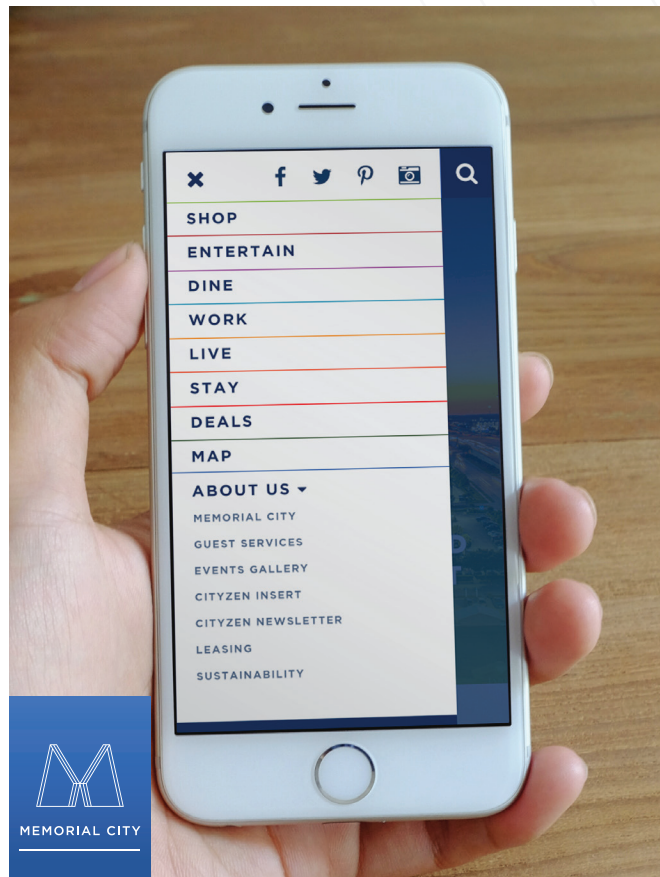 SHOP
ENTERTAIN
DINE
WORK
LIVE
STAY
DEALS
MAP
ABOUT US
MEMORIAL CITY
GUEST SERVICES
EVENTS GALLERY
CITYZEN INSERT
CITYZEN NEWSLETTER
LEASING
SUSTAINABILITY
MEMORIAL CITY